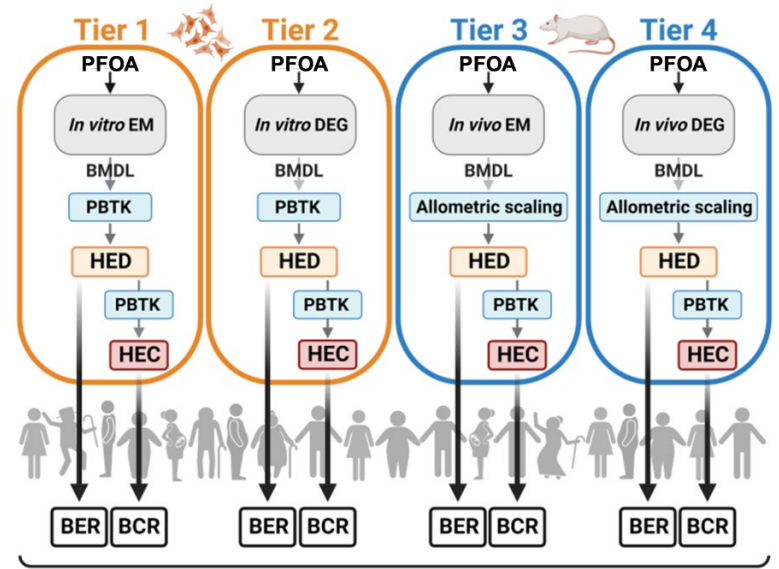 Tier 1 Tier 2 Tier 3 Tier 4
PFOA PFOA PFOA PFOA
In vitro EM In vitro DEG In vivo EM In vivo DEG
BMDL BMDL BMDL BMDL
PBTK PBTK Allometric scaling Allometric scaling
HED HED HED HED
PBTK PBTK PBTK PBTK
HEC HEC HEC HEC
BER BCR BER BCR BER BCR BER BCR